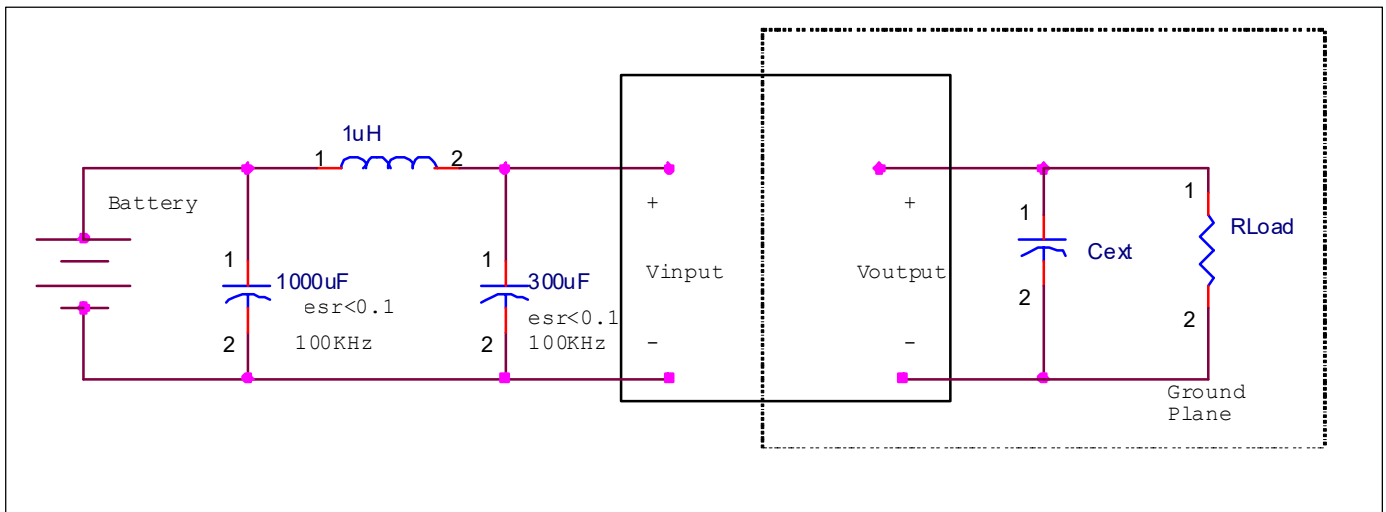 1uH
1
2
Battery
1
1000uF
esr<0.1
100KHz
2
1
300uF
esr<0.1
100KHz
2
+
Vinput
-
+
Voutput
-
1
Cext
2
1
RLoad
2
Ground
Plane